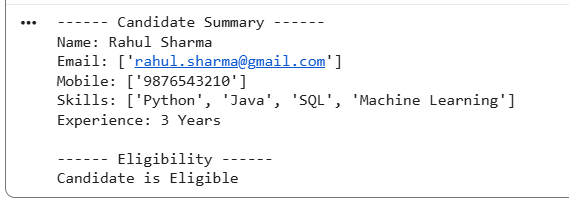 ------ Candidate Summary ------
Name: Rahul Sharma
Email: ['rahul.sharma@gmail.com']
Mobile: ['9876543210']
Skills: ['Python', 'Java', 'SQL', 'Machine Learning']
Experience: 3 Years
------ Eligibility ------
Candidate is Eligible